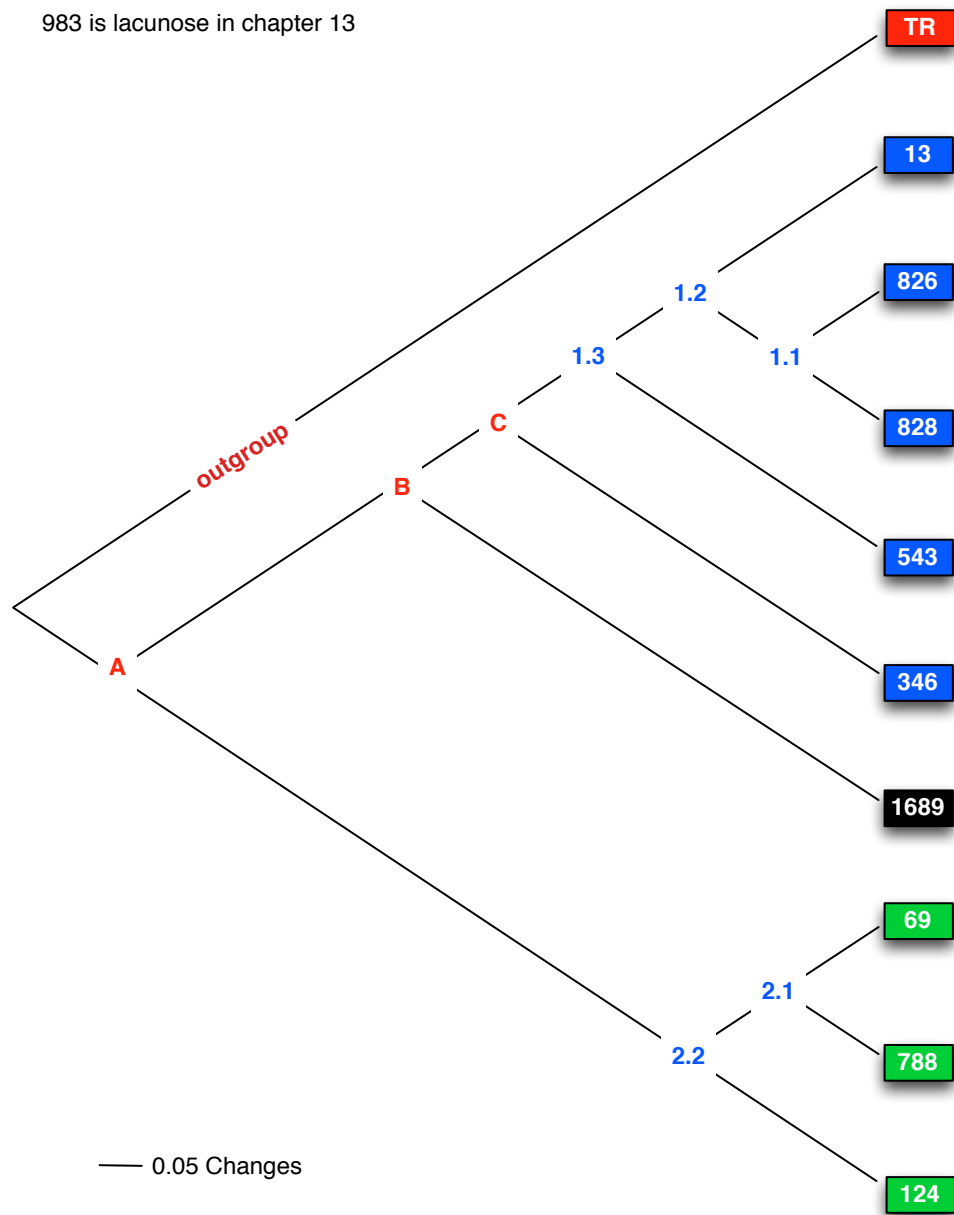 983 is lacunose in chapter 13
TR
13
826
1.2
1.1
1.3
828
C
outgroup
B
543
A
346
1689
69
2.1
2.2
788
0.05 Changes
124